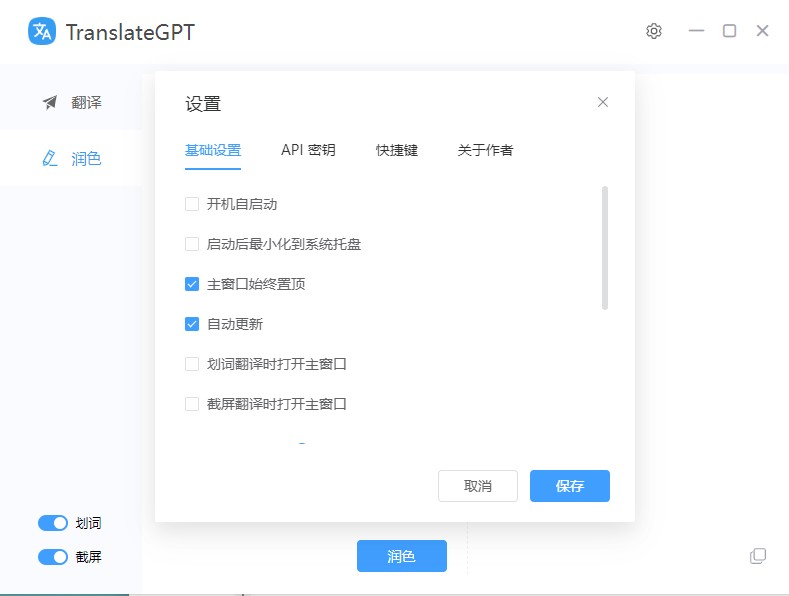 TranslateGPT
翻译
润色
设置
基础设置 API 密钥 快捷键 关于作者
开机自启动
启动后最小化到系统托盘
主窗口始终置顶
自动更新
划词翻译时打开主窗口
截屏翻译时打开主窗口
取消 保存
划词
截屏
润色